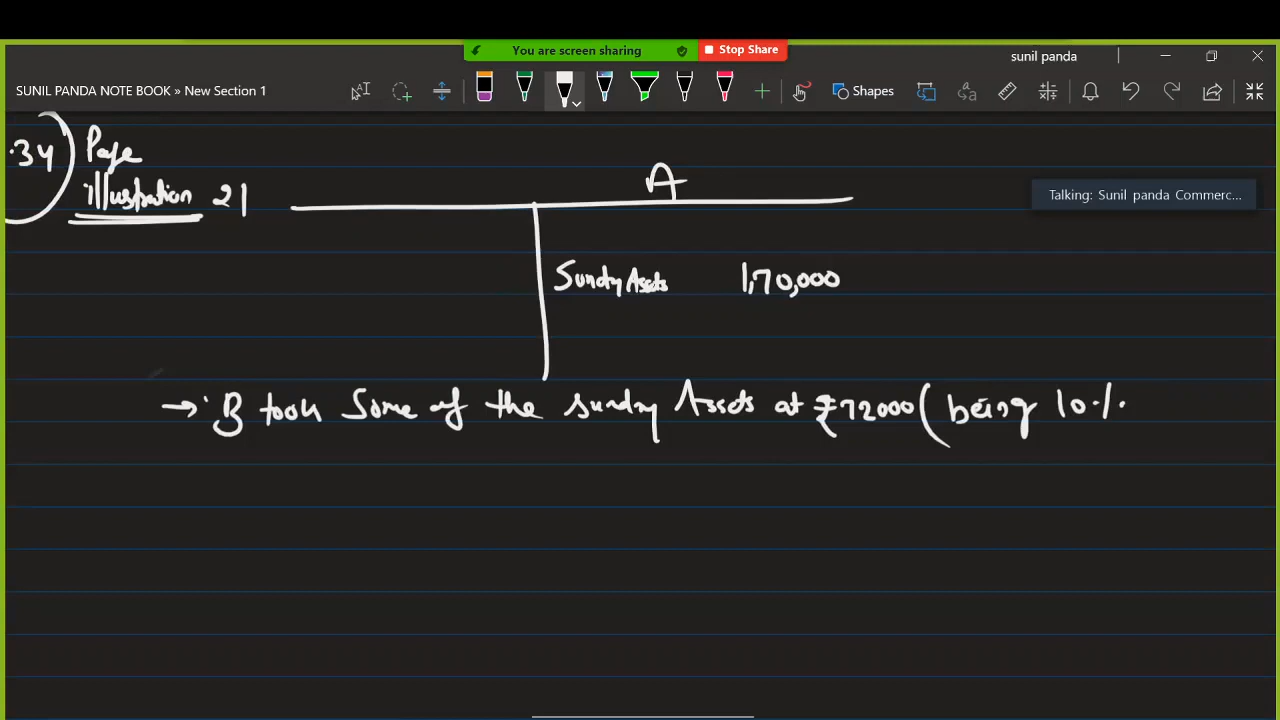 You are screen sharing
Stop Share
sunil panda
SUNIL PANDA NOTE BOOK » New Section 1
Shapes
.34) Page
illustration 21
A
Talking: Sunil panda Commerc...
Sundry Assets 1,70,000
→ B took Some of the sundry Assets at ₹72000 (being 10%